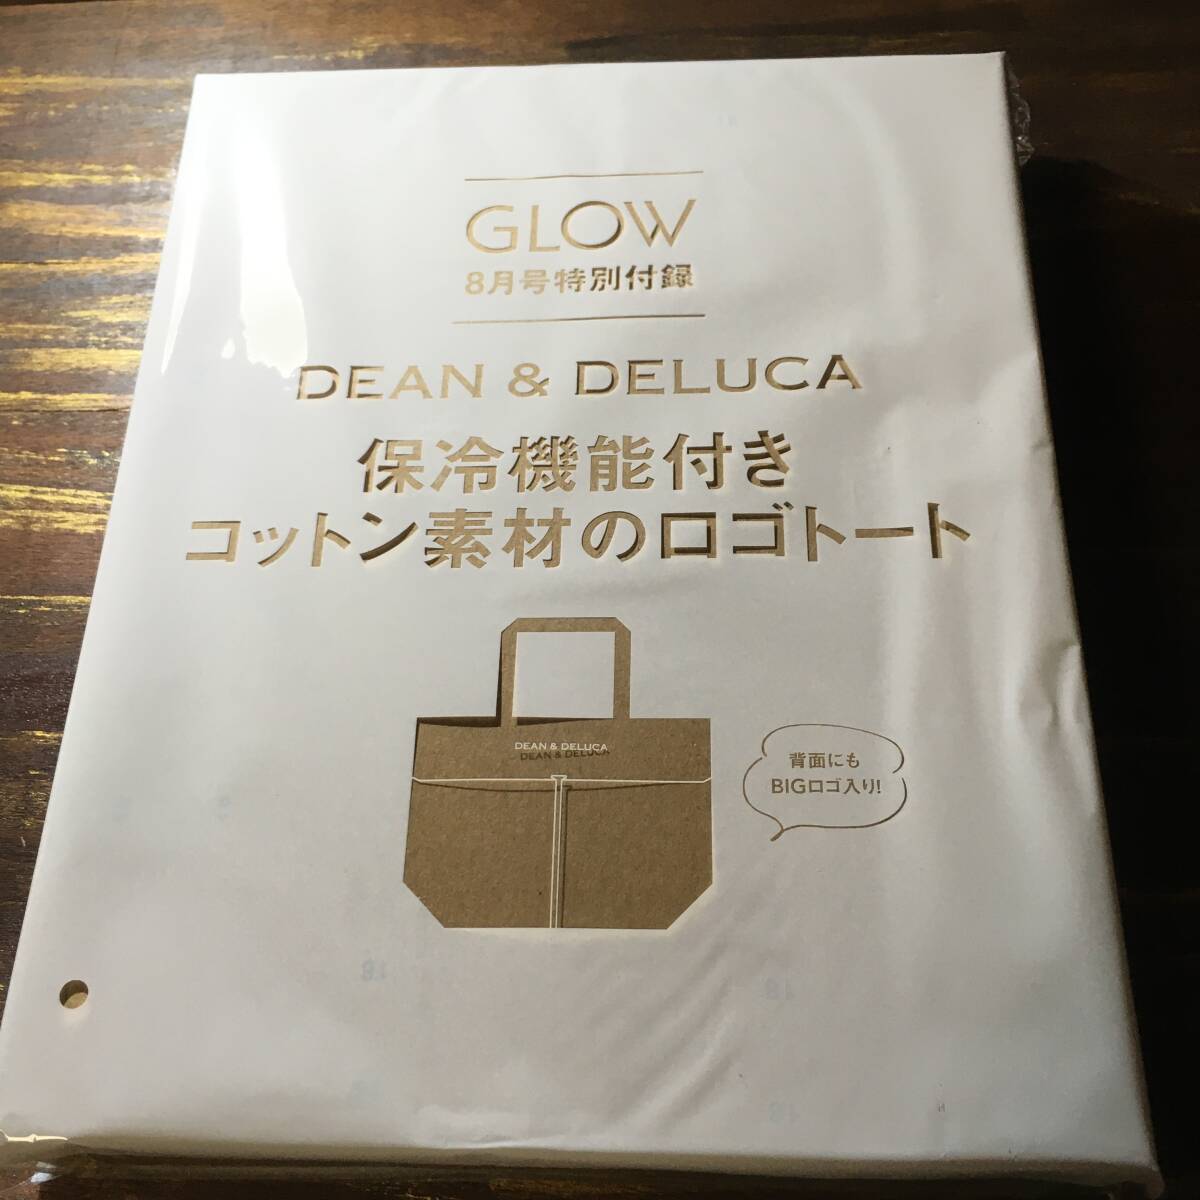 GLOW
8月号特別付録
DEAN & DELUCA
保冷機能付き
コットン素材のロゴトート
DEAN & DELUCA
DEAN & DELUCA
背面にも
BIGロゴ入り!